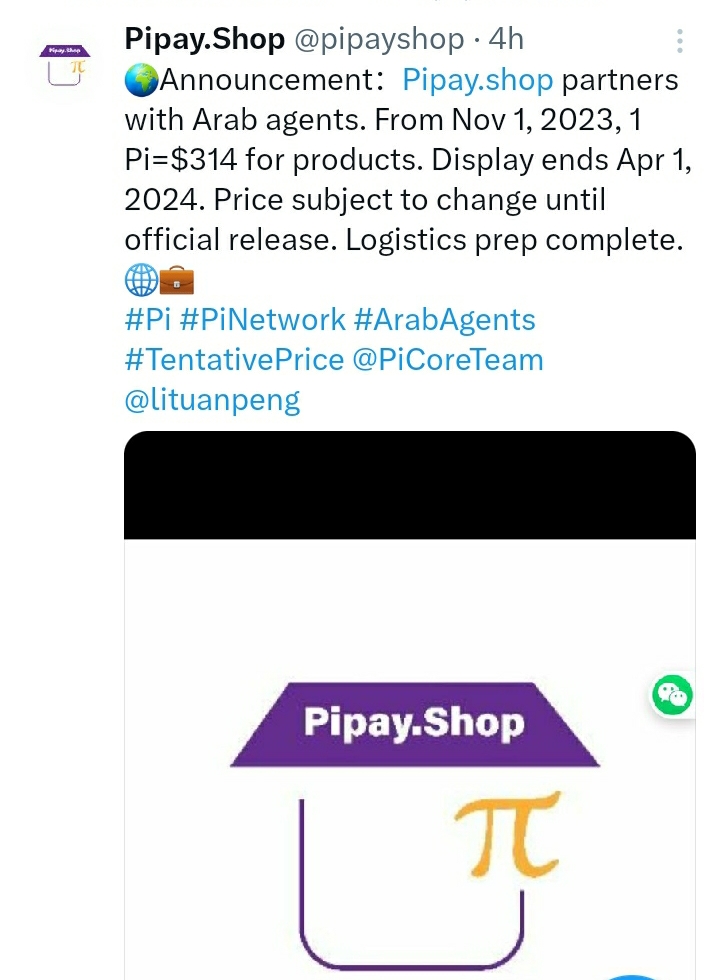 Pipay.Shop @pipayshop · 4h
🌍Announcement: Pipay.shop partners
with Arab agents. From Nov 1, 2023, 1
Pi=$314 for products. Display ends Apr 1,
2024. Price subject to change until
official release. Logistics prep complete.
🌐💼
#Pi #PiNetwork #ArabAgents
#TentativePrice @PiCoreTeam
@lituanpeng
Pipay.Shop
π